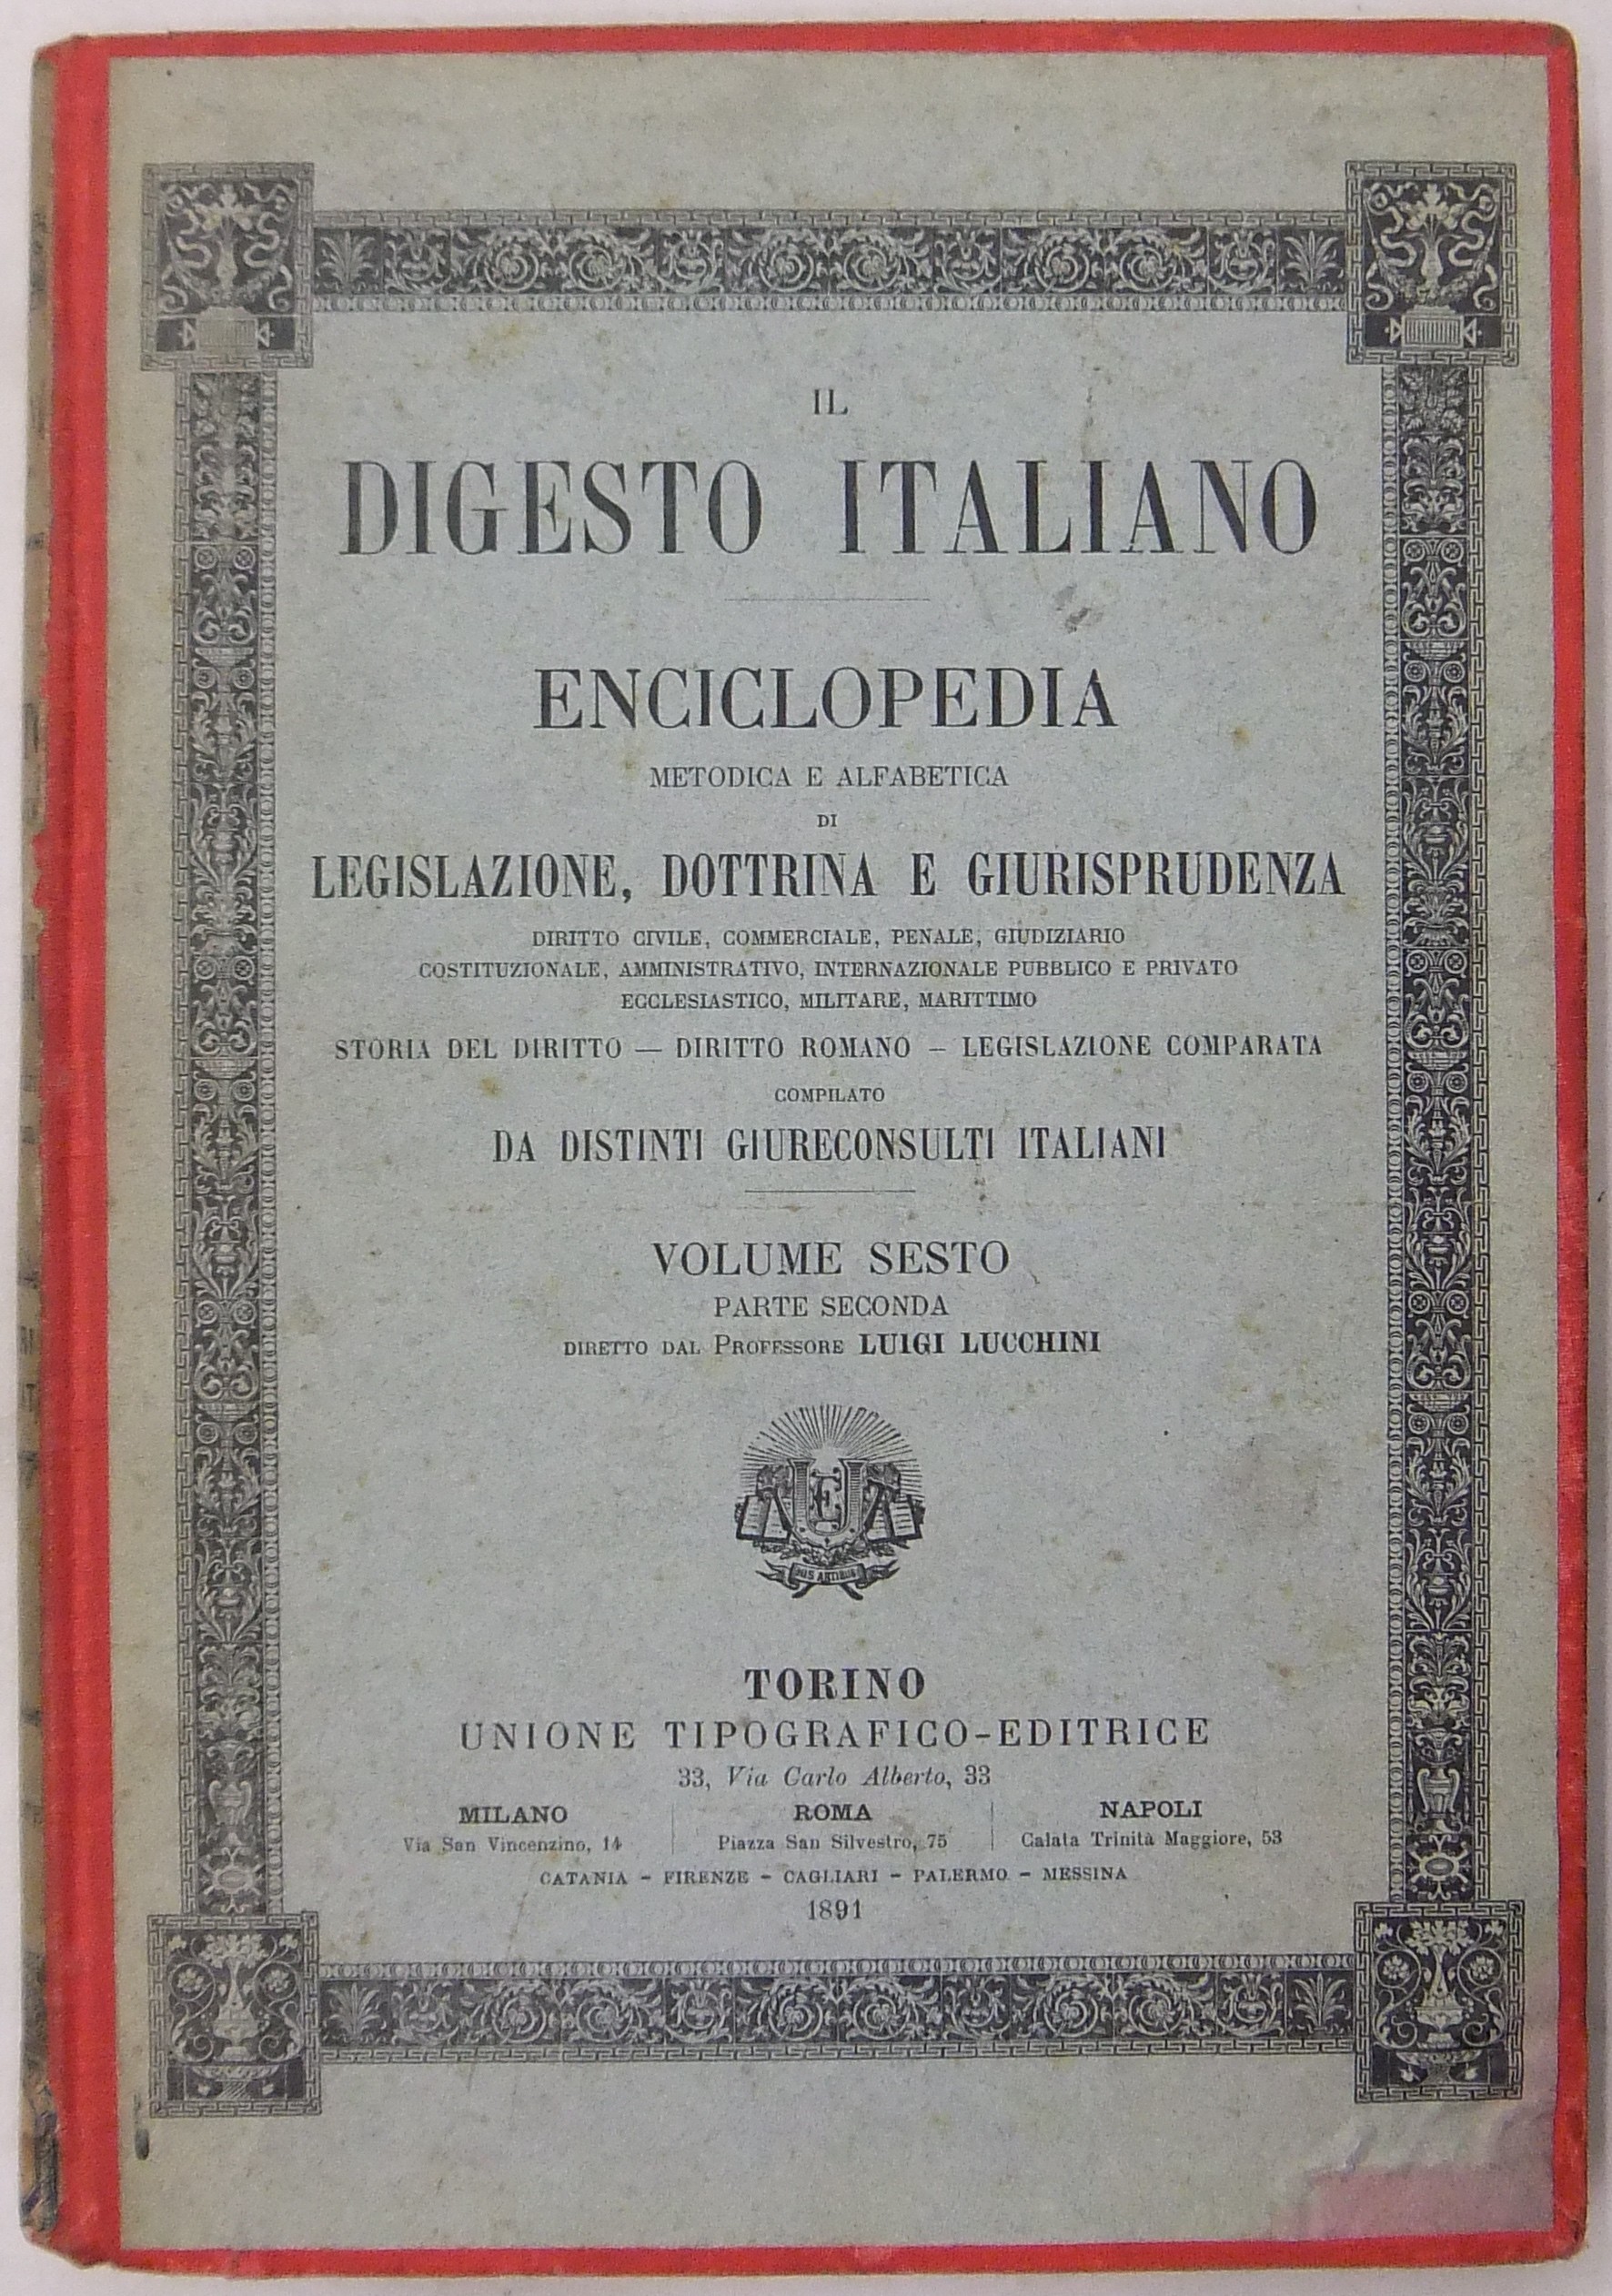 IL
DIGESTO ITALIANO
ENCICLOPEDIA
METODICA E ALFABETICA
DI
LEGISLAZIONE, DOTTRINA E GIURISPRUDENZA
DIRITTO CIVILE, COMMERCIALE, PENALE, GIUDIZIARIO
COSTITUZIONALE, AMMINISTRATIVO, INTERNAZIONALE PUBBLICO E PRIVATO
ECCLESIASTICO, MILITARE, MARITTIMO
STORIA DEL DIRITTO — DIRITTO ROMANO — LEGISLAZIONE COMPARATA
COMPILATO
DA DISTINTI GIURECONSULTI ITALIANI
VOLUME SESTO
PARTE SECONDA
DIRETTO DAL PROFESSORE LUIGI LUCCHINI
HIS ARTIBUS
TORINO
UNIONE TIPOGRAFICO-EDITRICE
33, Via Carlo Alberto, 33
MILANO ROMA NAPOLI
Via San Vincenzino, 14 Piazza San Silvestro, 75 Calata Trinità Maggiore, 53
CATANIA – FIRENZE – CAGLIARI – PALERMO – MESSINA
1891